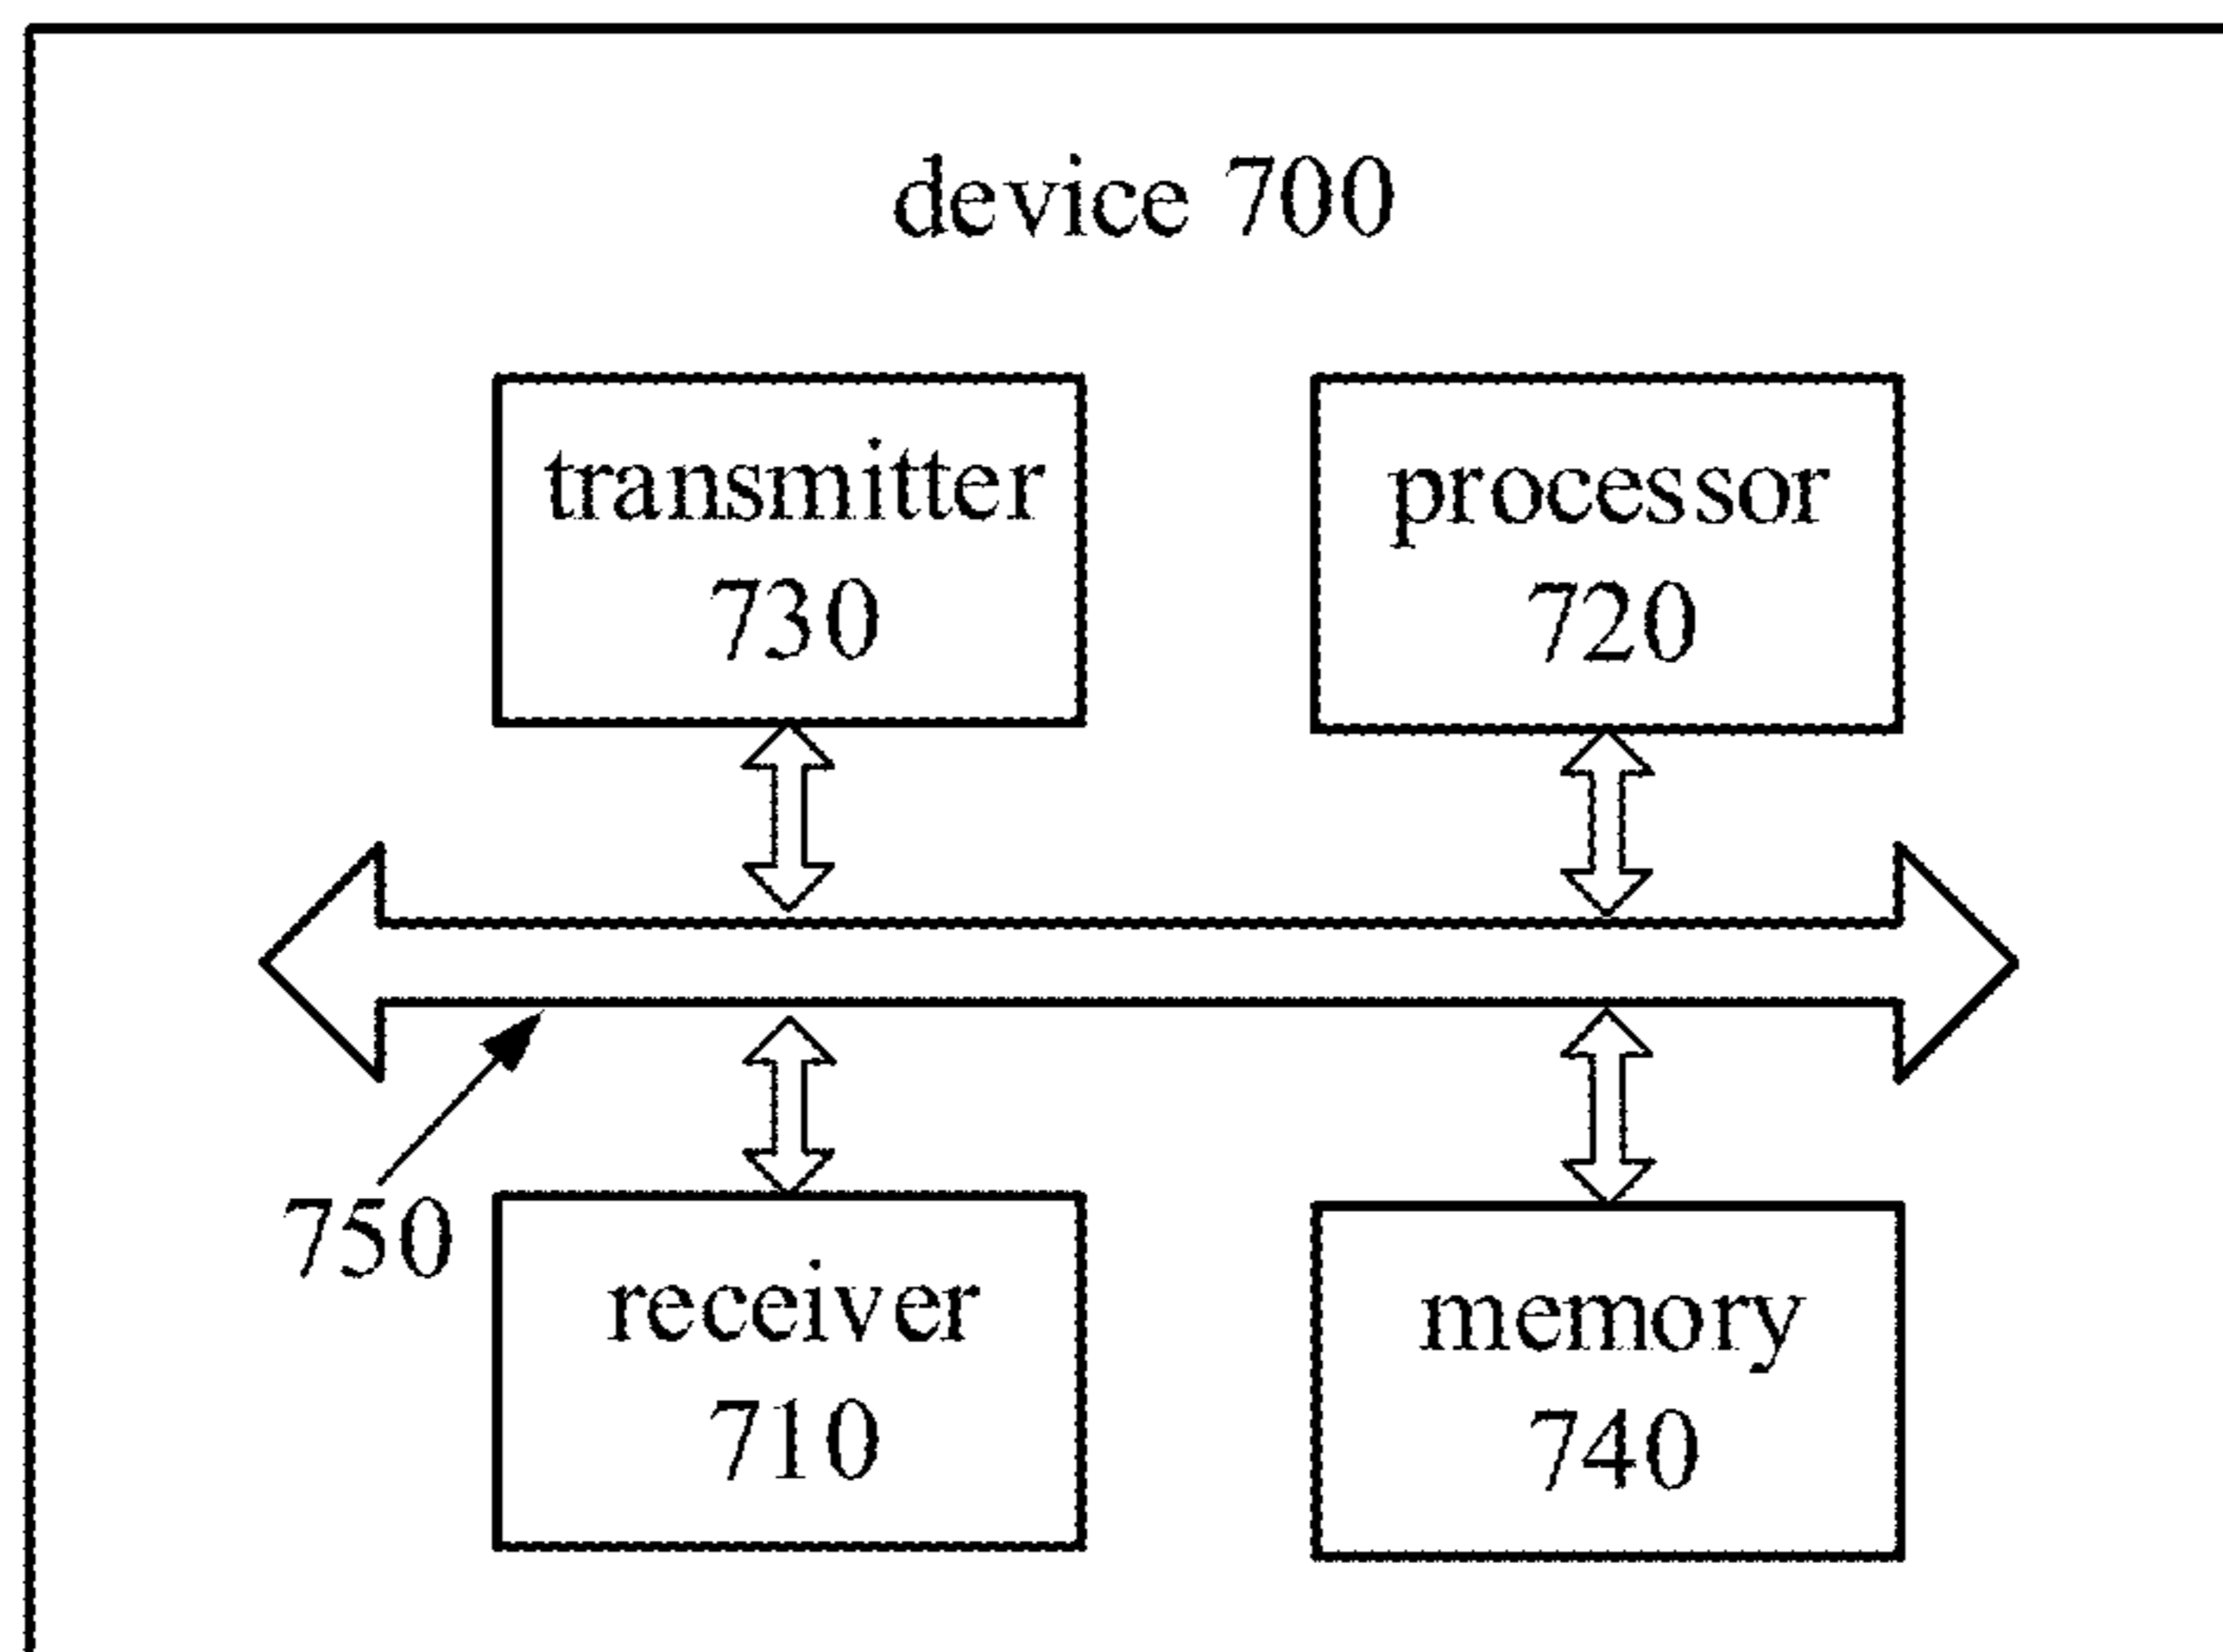 device 700
transmitter
730
processor
720
750
receiver
710
memory
740